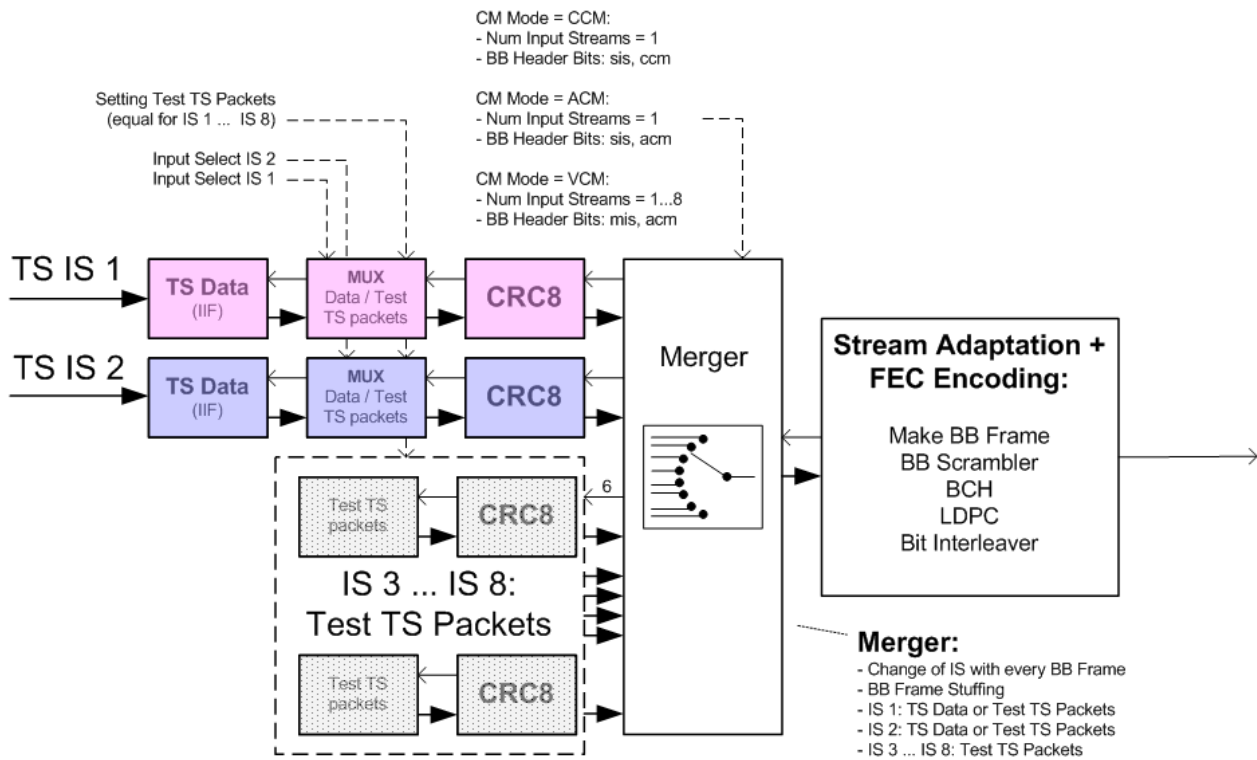 CM Mode = CCM:
- Num Input Streams = 1
- BB Header Bits: sis, ccm
Setting Test TS Packets
(equal for IS 1 ... IS 8)
CM Mode = ACM:
- Num Input Streams = 1
- BB Header Bits: sis, acm
Input Select IS 2
Input Select IS 1
CM Mode = VCM:
- Num Input Streams = 1...8
- BB Header Bits: mis, acm
TS IS 1
TS Data
(IIF)
MUX
Data / Test
TS packets
CRC8
TS IS 2
TS Data
(IIF)
MUX
Data / Test
TS packets
CRC8
Merger
Stream Adaptation +
FEC Encoding:
Make BB Frame
BB Scrambler
BCH
LDPC
Bit Interleaver
Test TS
packets
CRC8
6
IS 3 ... IS 8:
Test TS Packets
Test TS
packets
CRC8
Merger:
- Change of IS with every BB Frame
- BB Frame Stuffing
- IS 1: TS Data or Test TS Packets
- IS 2: TS Data or Test TS Packets
- IS 3 ... IS 8: Test TS Packets